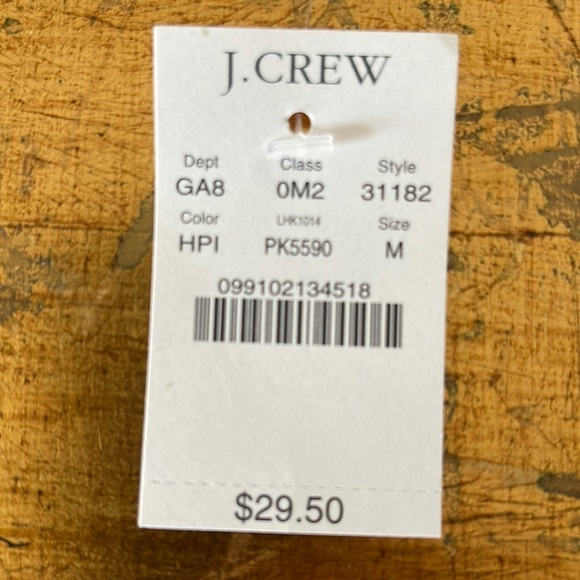 J.CREW
Dept Class Style
GA8 0M2 31182
Color LHK1014 Size
HPI PK5590 M
099102134518
$29.50